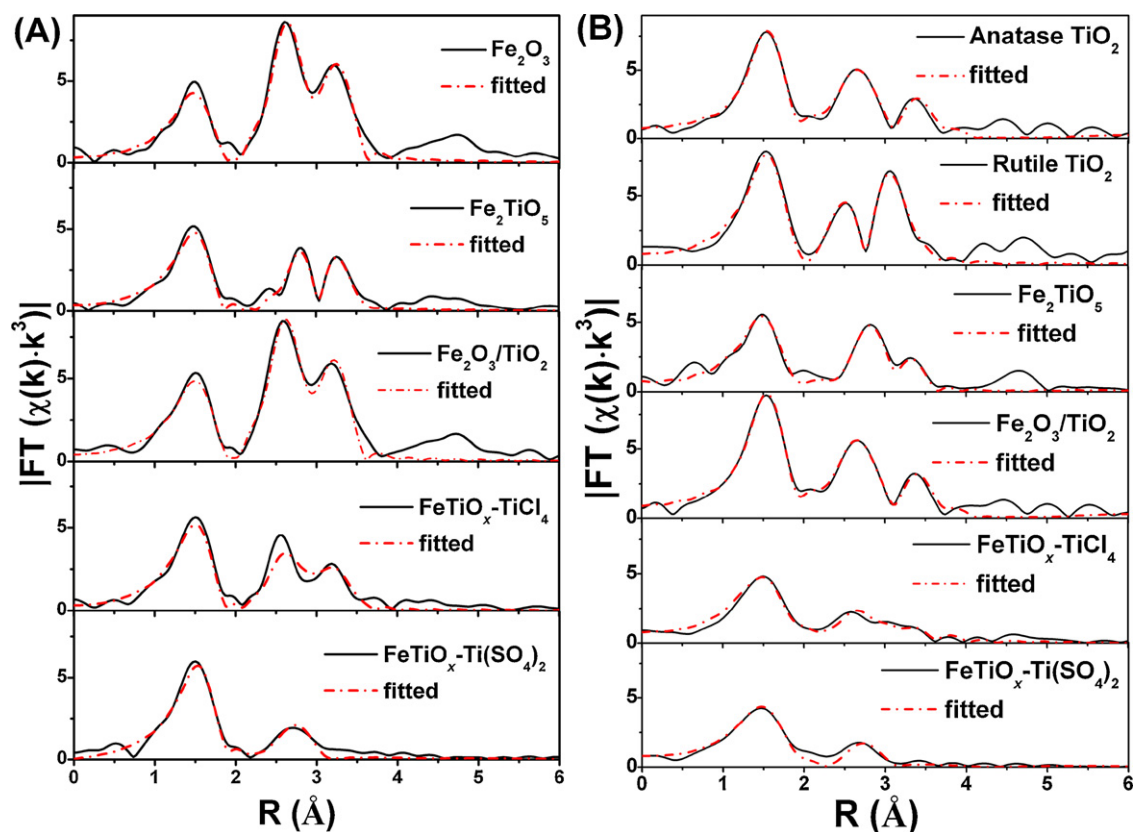 (A)
|FT (χ(k)·k³)|
Fe₂O₃
fitted
5
0
Fe₂TiO₅
fitted
5
0
Fe₂O₃/TiO₂
fitted
5
0
FeTiOₓ-TiCl₄
fitted
5
0
FeTiOₓ-Ti(SO₄)₂
fitted
5
0
0 1 2 3 4 5 6
R (Å)
(B)
|FT (χ(k)·k³)|
Anatase TiO₂
fitted
5
0
Rutile TiO₂
fitted
5
0
Fe₂TiO₅
fitted
5
0
Fe₂O₃/TiO₂
fitted
5
0
FeTiOₓ-TiCl₄
fitted
5
0
FeTiOₓ-Ti(SO₄)₂
fitted
5
0
0 1 2 3 4 5 6
R (Å)